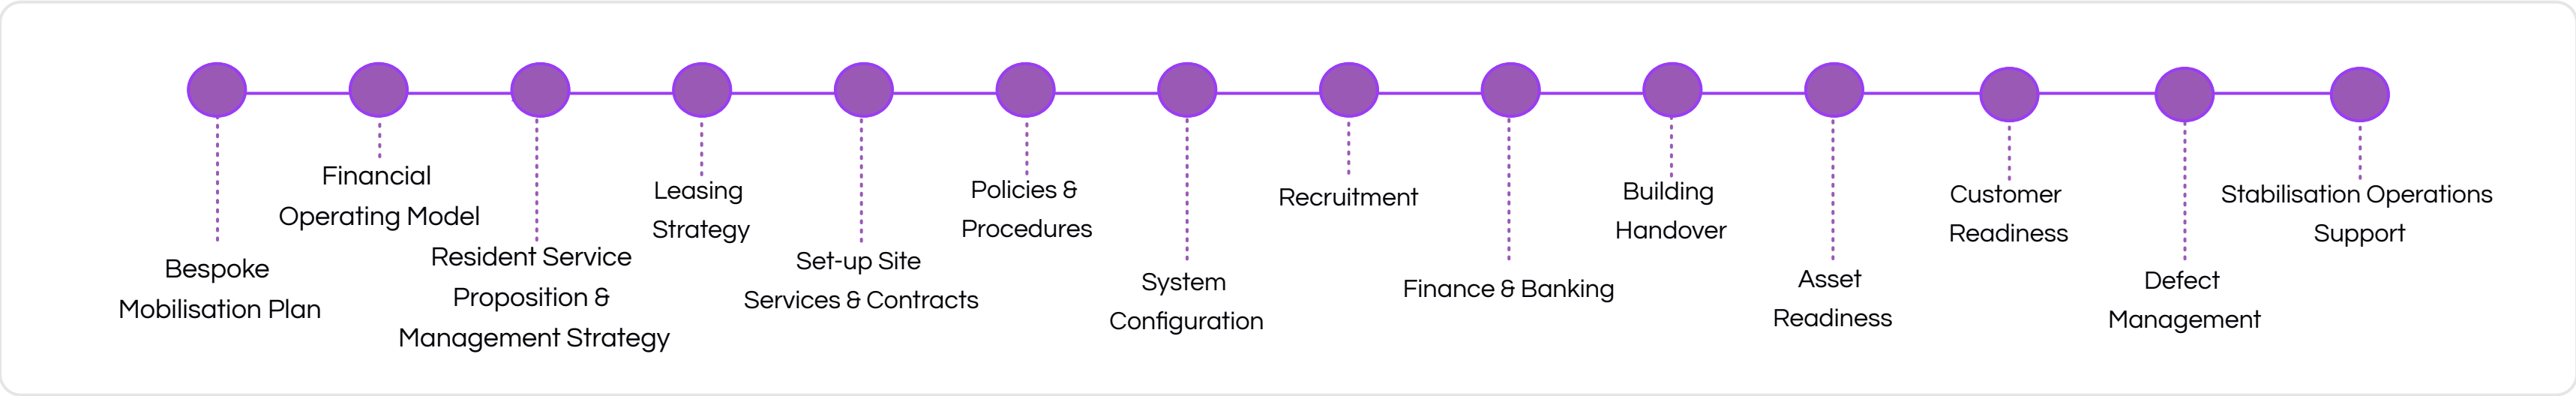 Bespoke
Mobilisation Plan
Financial
Operating Model
Resident Service
Proposition &
Management Strategy
Leasing
Strategy
Set-up Site
Services & Contracts
Policies &
Procedures
System
Configuration
Recruitment
Finance & Banking
Building
Handover
Asset
Readiness
Customer
Readiness
Defect
Management
Stabilisation Operations
Support